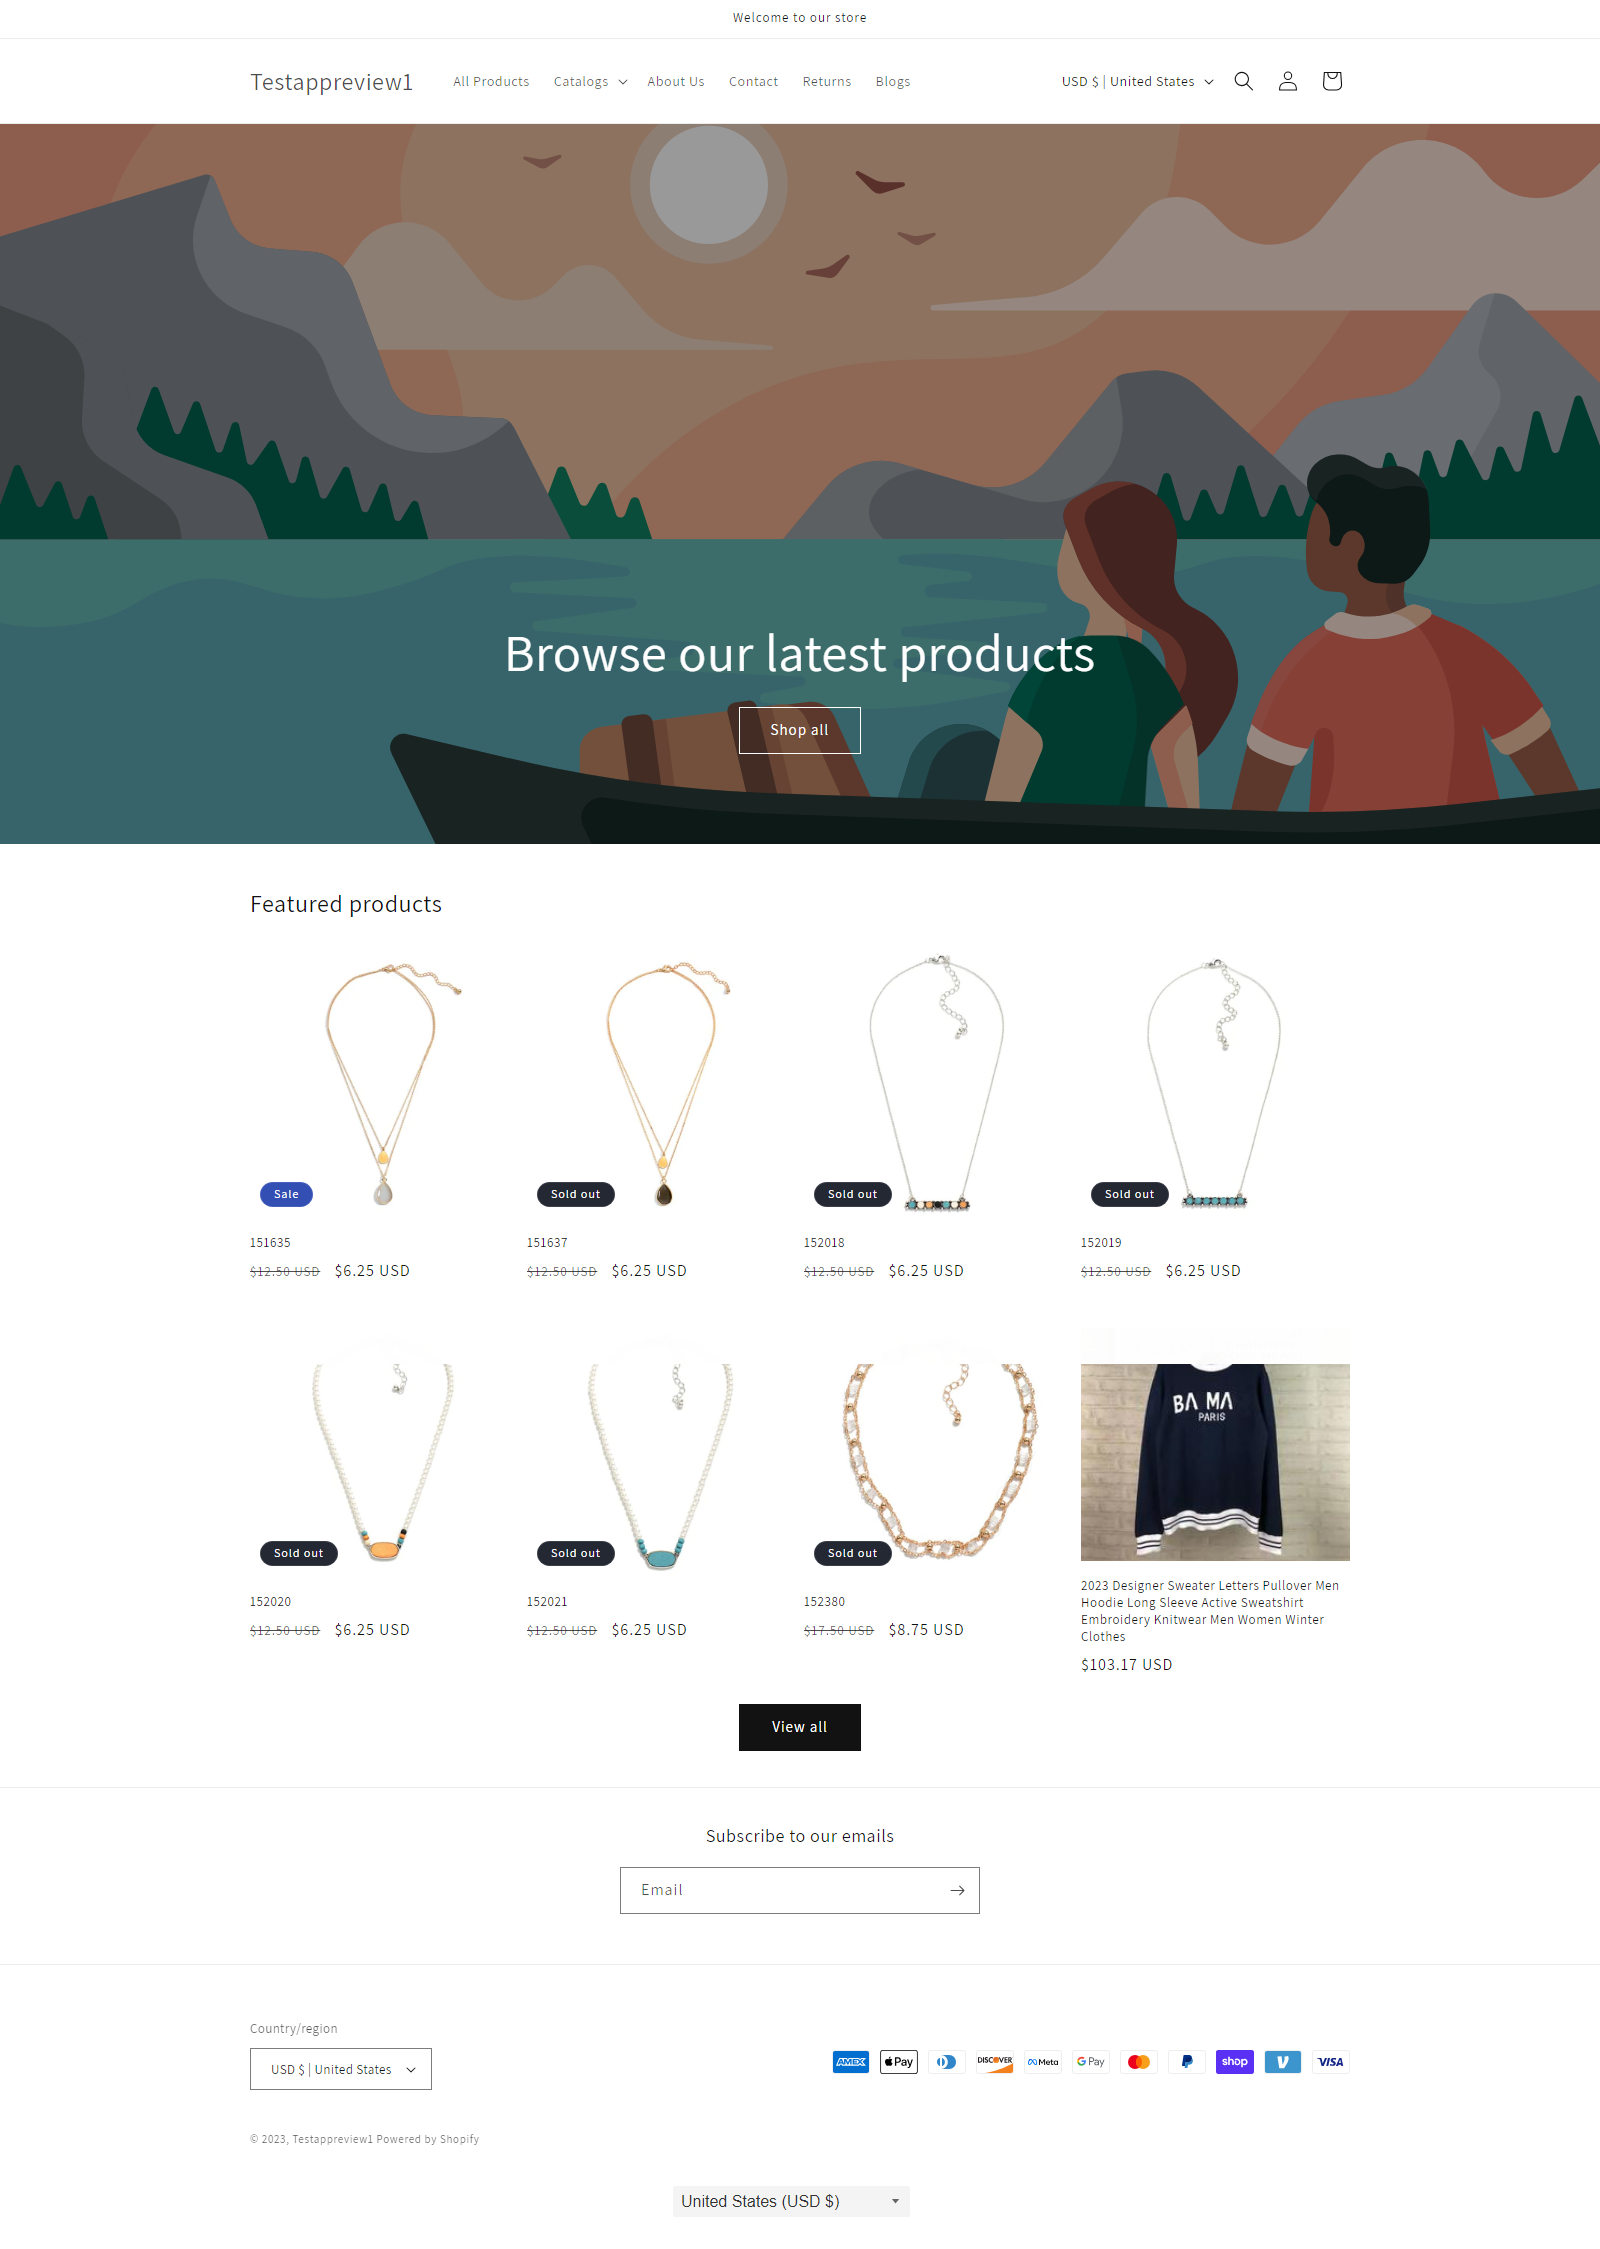 Welcome to our store
Testappreview1
All Products
Catalogs
About Us
Contact
Returns
Blogs
USD $ | United States
Browse our latest products
Shop all
Featured products
Sale
Sold out
Sold out
Sold out
151635
151637
152018
152019
$12.50 USD $6.25 USD
$12.50 USD $6.25 USD
$12.50 USD $6.25 USD
$12.50 USD $6.25 USD
BA MA
PARIS
Sold out
Sold out
Sold out
152020
152021
152380
2023 Designer Sweater Letters Pullover Men
Hoodie Long Sleeve Active Sweatshirt
Embroidery Knitwear Men Women Winter
Clothes
$12.50 USD $6.25 USD
$12.50 USD $6.25 USD
$17.50 USD $8.75 USD
$103.17 USD
View all
Subscribe to our emails
Email
Country/region
USD $ | United States
AMEX
Pay
DISCOVER
Meta
G Pay
shop
VISA
© 2023, Testappreview1 Powered by Shopify
United States (USD $)